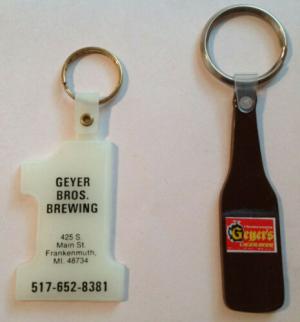 GEYER
BROS.
BREWING
425 S.
Main St.
Frankenmuth,
MI. 48734
517-652-8381
Geyer's